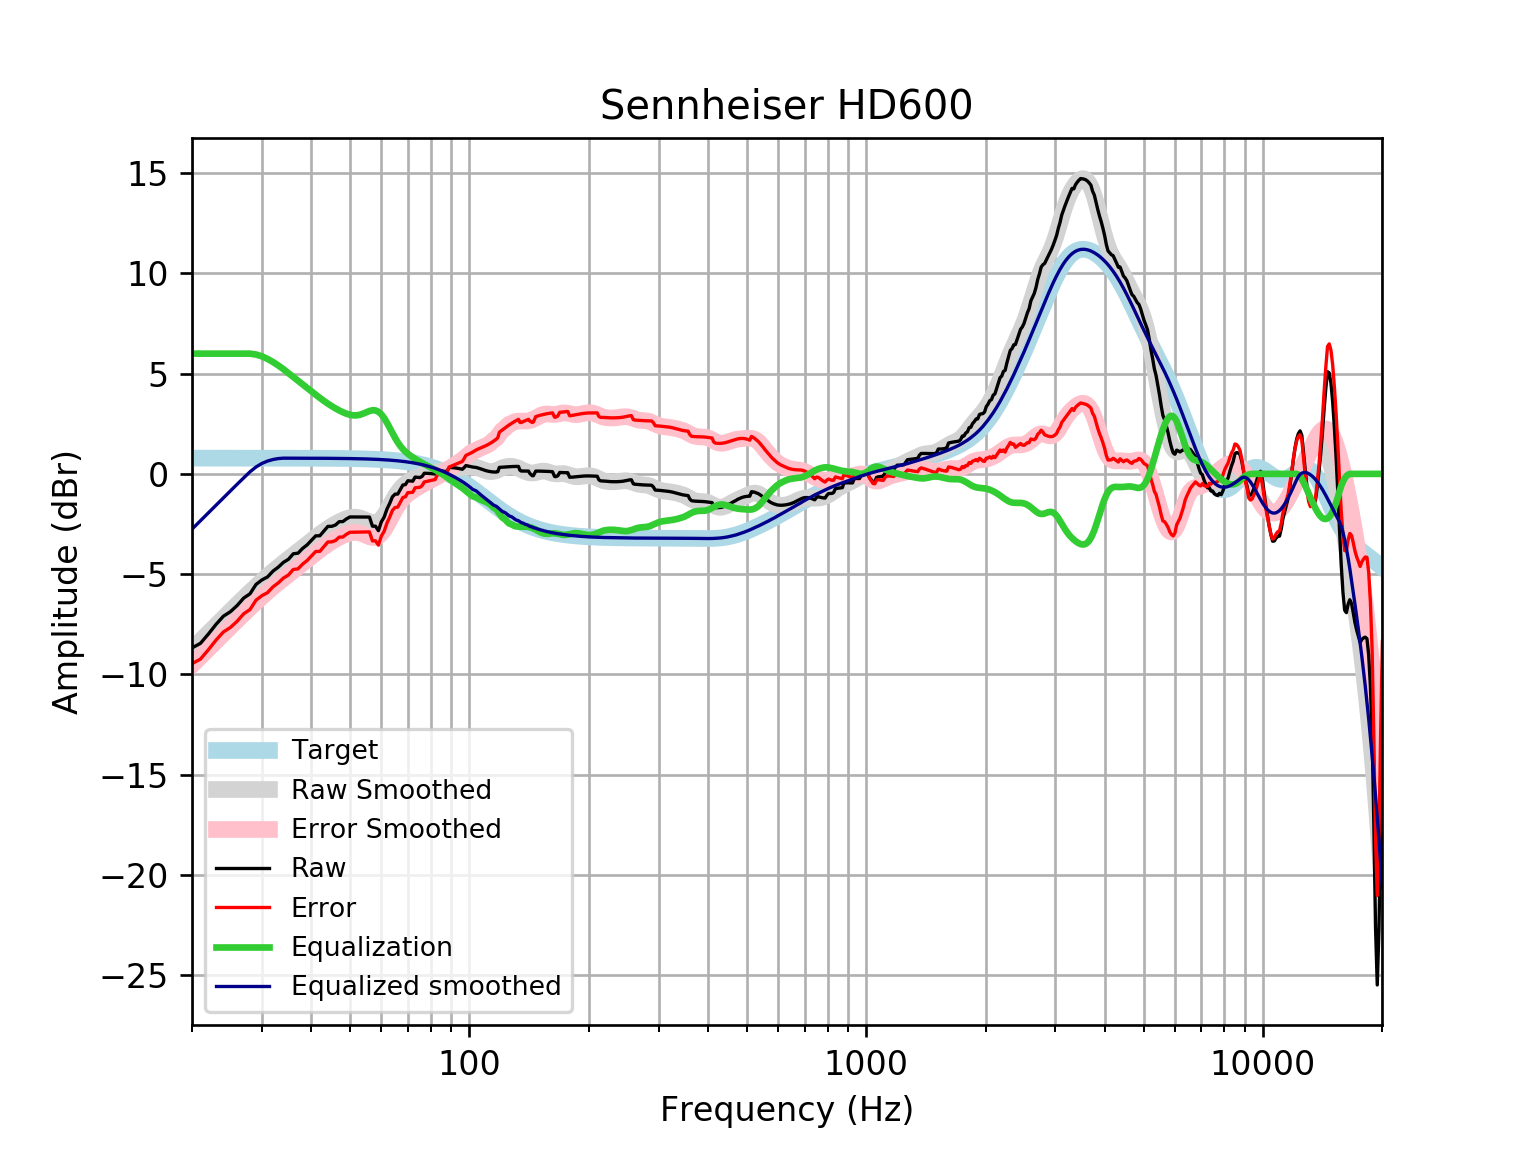 Sennheiser HD600
15
10
5
0
−5
−10
−15
−20
−25
Amplitude (dBr)
Target
Raw Smoothed
Error Smoothed
Raw
Error
Equalization
Equalized smoothed
100 1000 10000
Frequency (Hz)